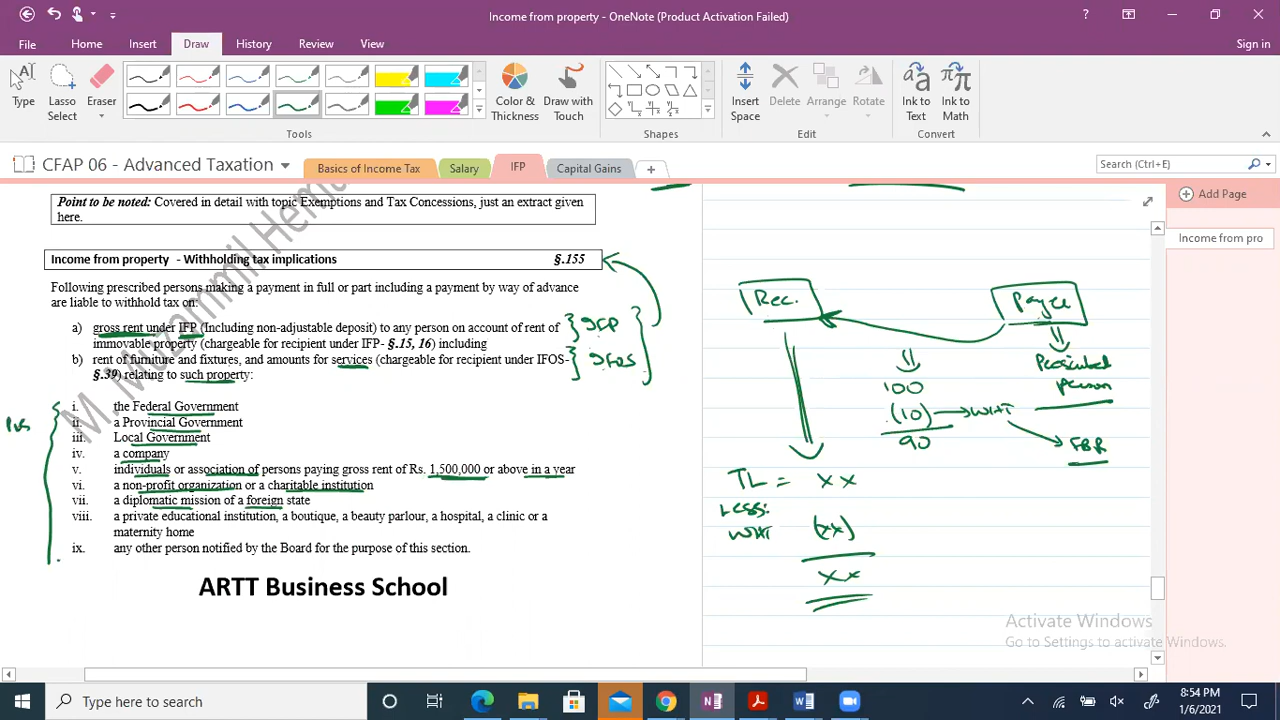 Income from property - OneNote (Product Activation Failed)
File Home Insert Draw History Review View
Sign in
Type
Lasso Select
Eraser
Color & Thickness
Draw with Touch
Insert Space
Delete
Arrange
Rotate
Ink to Text
Ink to Math
Tools
Shapes
Edit
Convert
CFAP 06 - Advanced Taxation
Basics of Income Tax
Salary
IFP
Capital Gains
Search (Ctrl+E)
Add Page
Income from pro
Point to be noted: Covered in detail with topic Exemptions and Tax Concessions, just an extract given
here.
Income from property - Withholding tax implications §.155
Following prescribed persons making a payment in full or part including a payment by way of advance
are liable to withhold tax on:
a) gross rent under IFP (Including non-adjustable deposit) to any person on account of rent of
immovable property (chargeable for recipient under IFP- §.15, 16) including
b) rent of furniture and fixtures, and amounts for services (chargeable for recipient under IFOS-
§.39) relating to such property:
IFP
IFOS
i. the Federal Government
ii. a Provincial Government
iii. Local Government
iv. a company
v. individuals or association of persons paying gross rent of Rs. 1,500,000 or above in a year
vi. a non-profit organization or a charitable institution
vii. a diplomatic mission of a foreign state
viii. a private educational institution, a boutique, a beauty parlour, a hospital, a clinic or a
maternity home
ix. any other person notified by the Board for the purpose of this section.
ARTT Business School
Rec.
Payee
Prescribed
person
100
(10) WHT
90
FBR
TL = xx
Less:
WHT (xx)
xx
Activate Windows
Go to Settings to activate Windows.
Type here to search
8:54 PM
1/6/2021